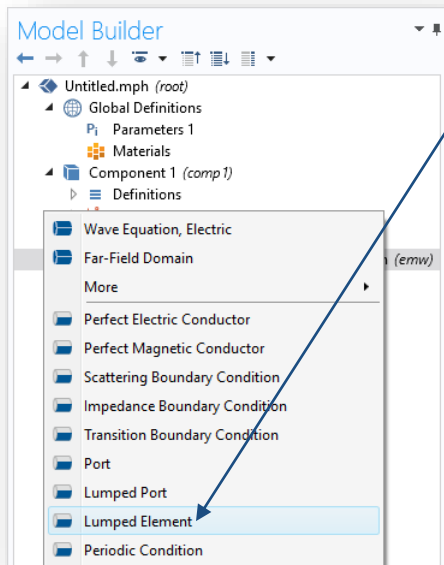 Model Builder
Untitled.mph (root)
Global Definitions
Pi Parameters 1
Materials
Component 1 (comp1)
Definitions
(emw)
Wave Equation, Electric
Far-Field Domain
More
Perfect Electric Conductor
Perfect Magnetic Conductor
Scattering Boundary Condition
Impedance Boundary Condition
Transition Boundary Condition
Port
Lumped Port
Lumped Element
Periodic Condition